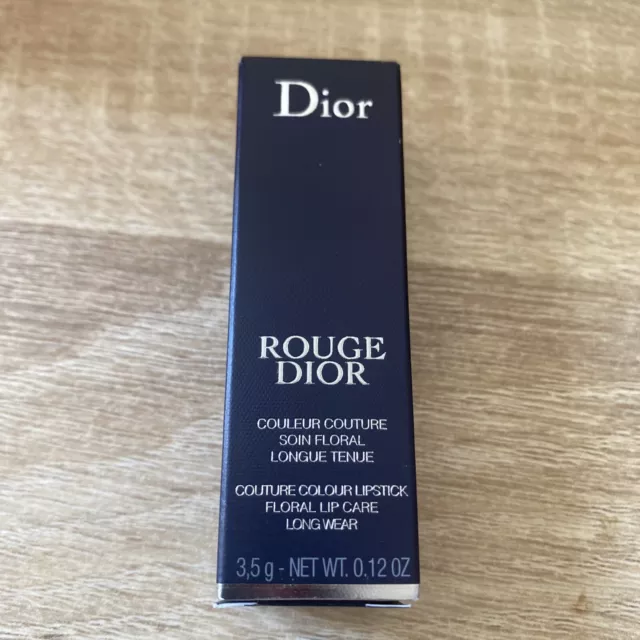 Dior
ROUGE
DIOR
COULEUR COUTURE
SOIN FLORAL
LONGUE TENUE
COUTURE COLOUR LIPSTICK
FLORAL LIP CARE
LONG WEAR
3,5 g - NET WT. 0.12 OZ